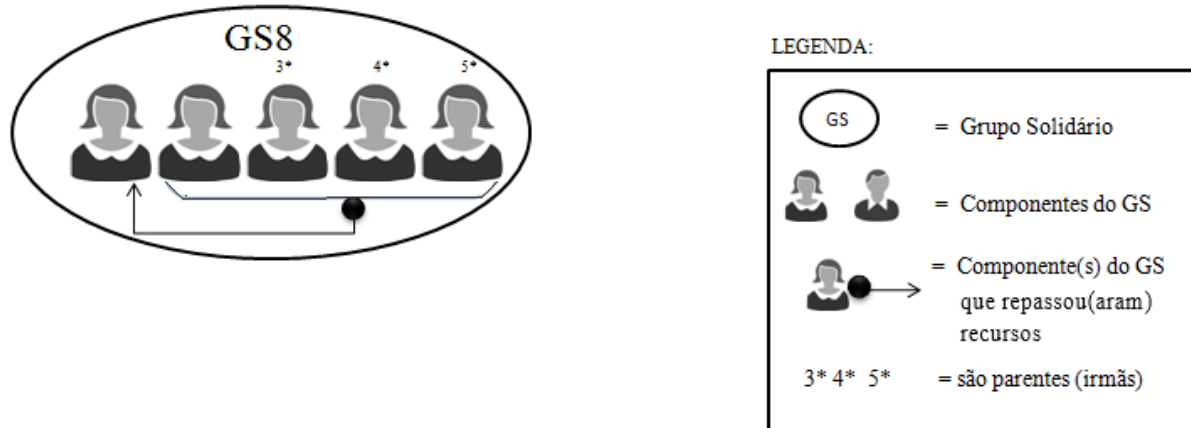 GS8
3* 4* 5*
LEGENDA:
GS
= Grupo Solidário
= Componentes do GS
= Componente(s) do GS
que repassou(aram)
recursos
3* 4* 5* = são parentes (irmãs)